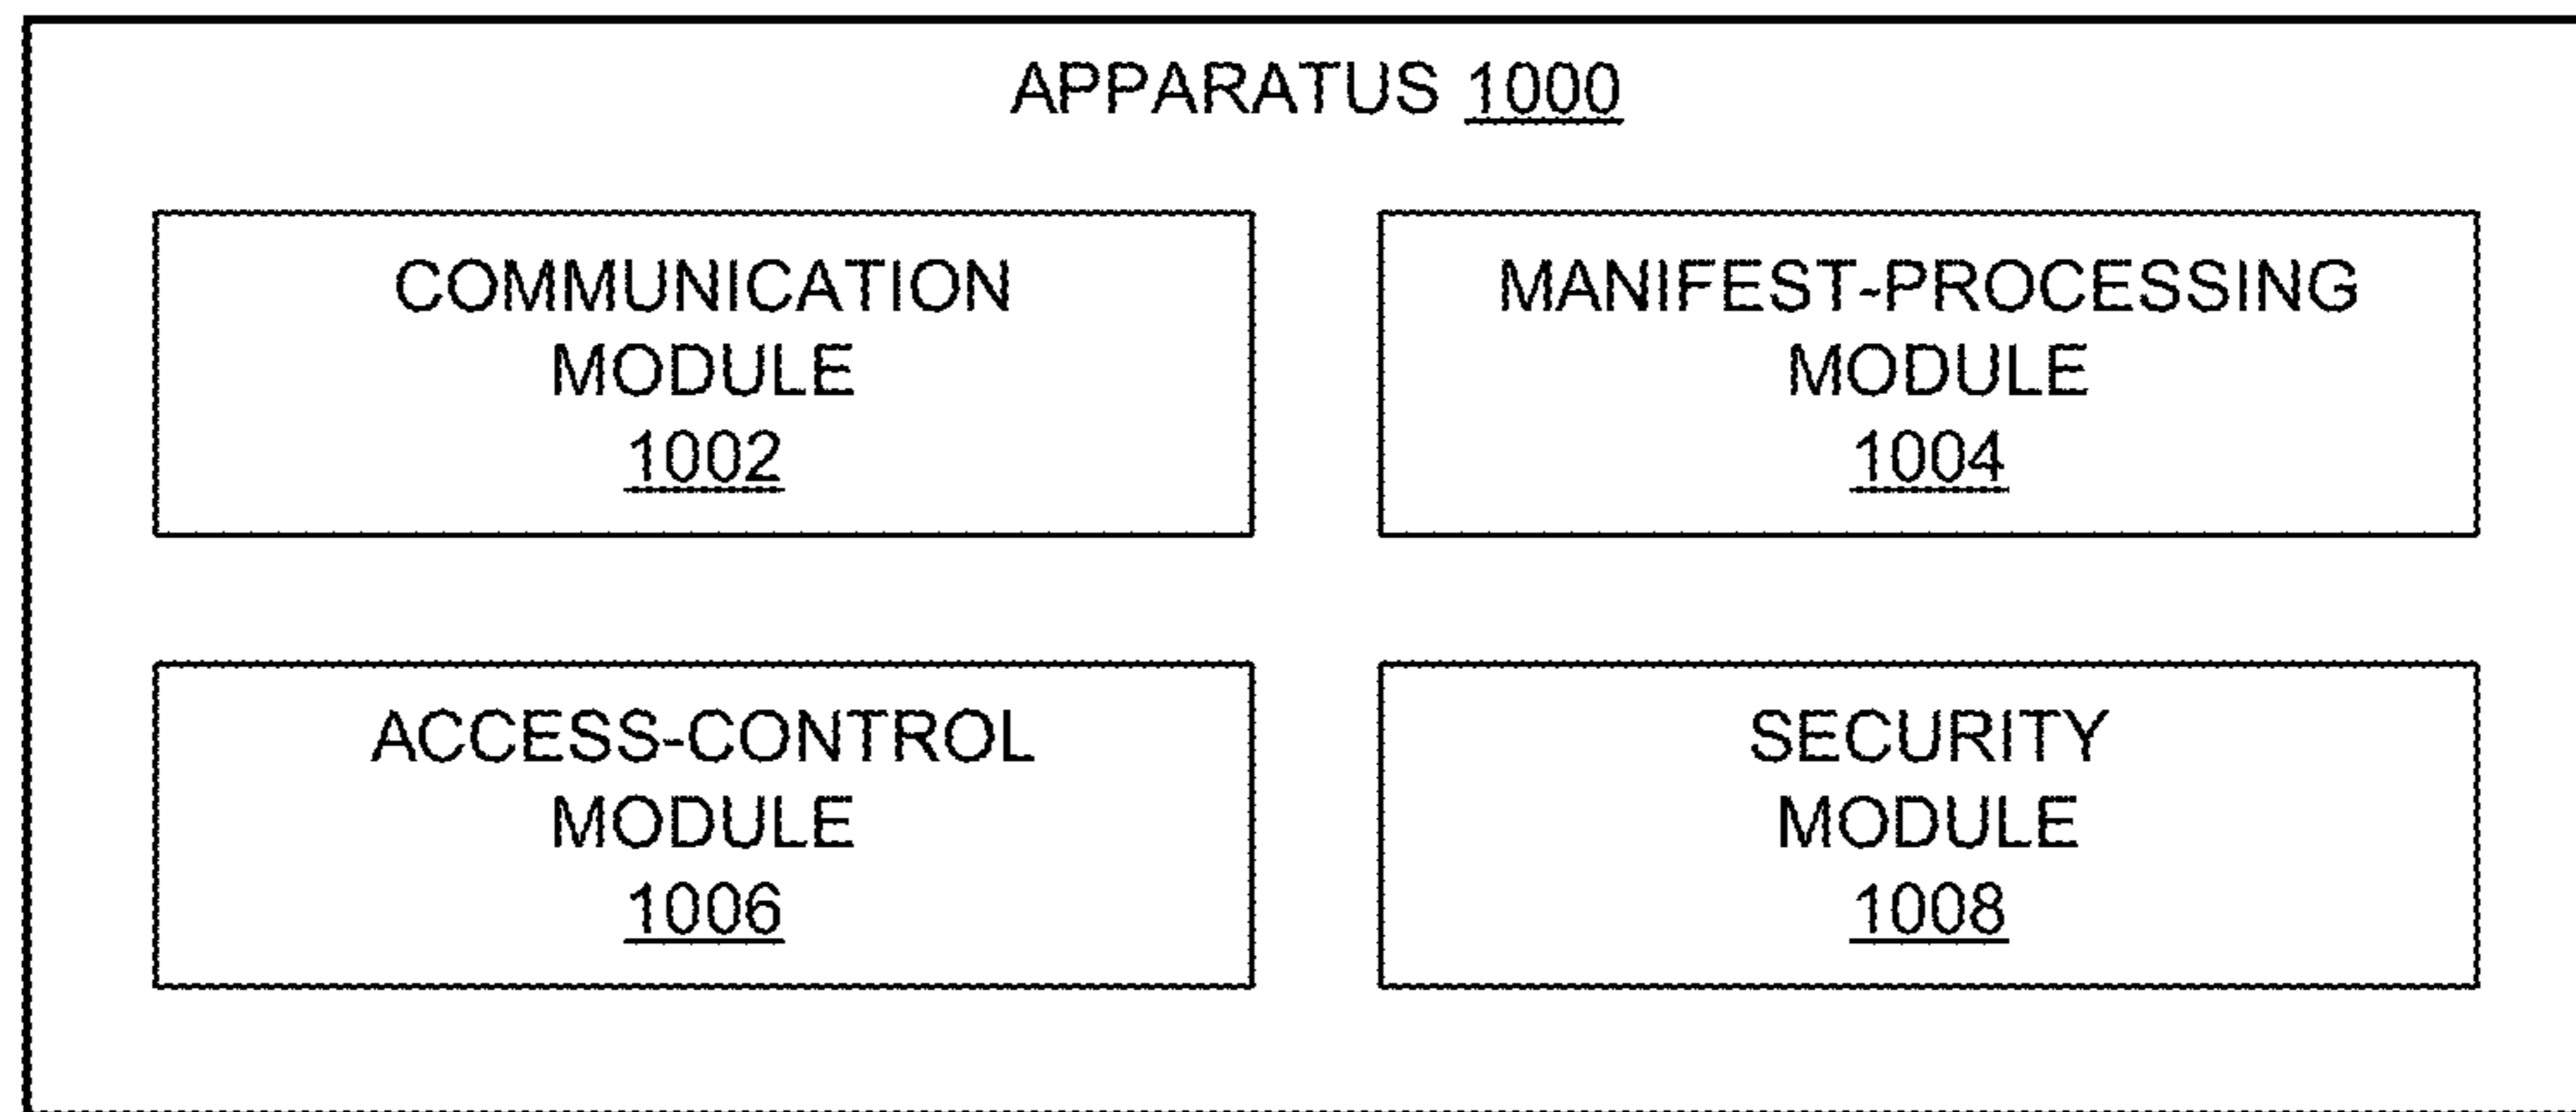 APPARATUS 1000
COMMUNICATION
MODULE
1002
MANIFEST-PROCESSING
MODULE
1004
ACCESS-CONTROL
MODULE
1006
SECURITY
MODULE
1008